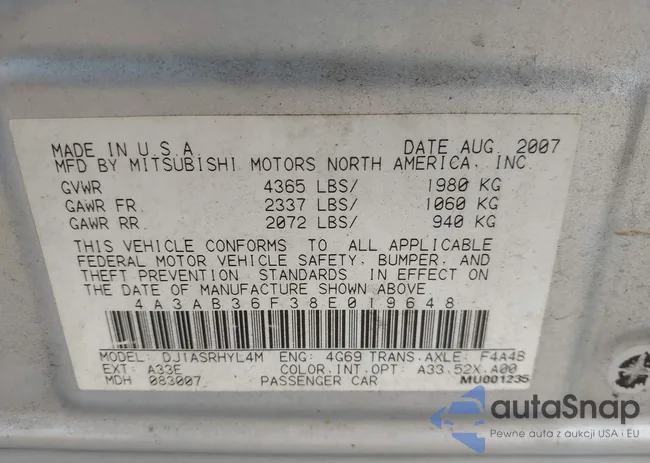 MADE IN U.S.A. DATE AUG. 2007
MFD BY MITSUBISHI MOTORS NORTH AMERICA, INC.
GVWR 4365 LBS/ 1980 KG
GAWR FR. 2337 LBS/ 1060 KG
GAWR RR. 2072 LBS/ 940 KG
THIS VEHICLE CONFORMS TO ALL APPLICABLE
FEDERAL MOTOR VEHICLE SAFETY, BUMPER, AND
THEFT PREVENTION STANDARDS IN EFFECT ON
THE DATE OF MANUFACTURE SHOWN ABOVE.
4A3AB36F38E019648
MODEL: DJ1ASRHYL4M ENG: 4G69 TRANS.AXLE: F4A4B
EXT: A33E COLOR.INT.OPT: A33.52X.A00
MDH 083007 PASSENGER CAR MU001235
autoSnap
Pewne auta z aukcji USA i EU